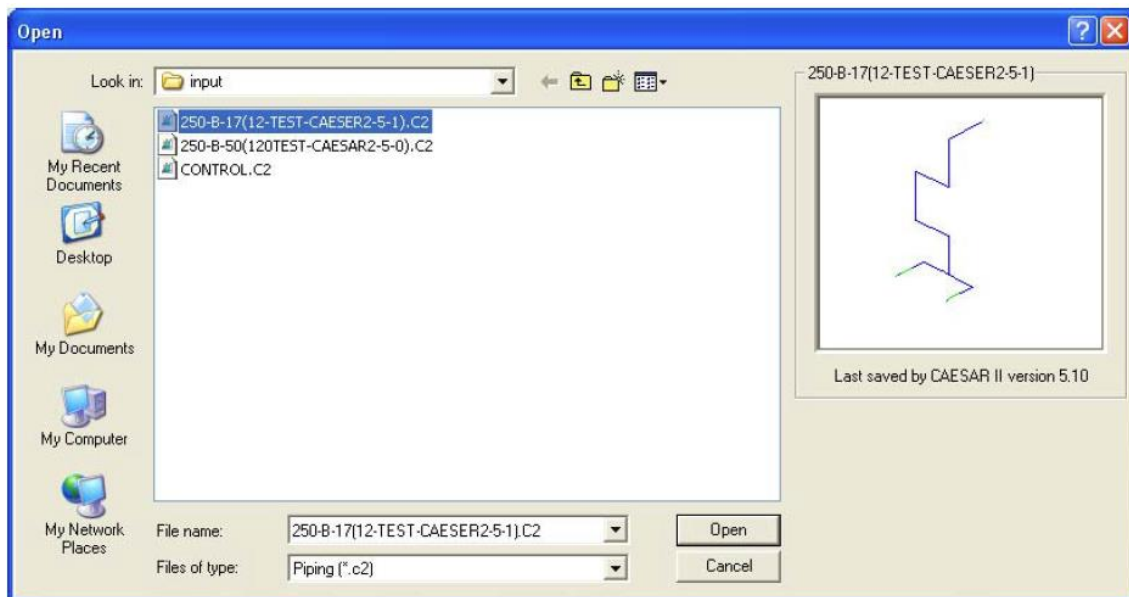 Open
Look in:
input
250-B-17(12-TEST-CAESER2-5-1)
250-B-17(12-TEST-CAESER2-5-1).C2
250-B-50(120TEST-CAESAR2-5-0).C2
CONTROL.C2
My Recent
Documents
Desktop
My Documents
My Computer
My Network
Places
Last saved by CAESAR II version 5.10
File name:
250-B-17(12-TEST-CAESER2-5-1).C2
Open
Files of type:
Piping (*.c2)
Cancel